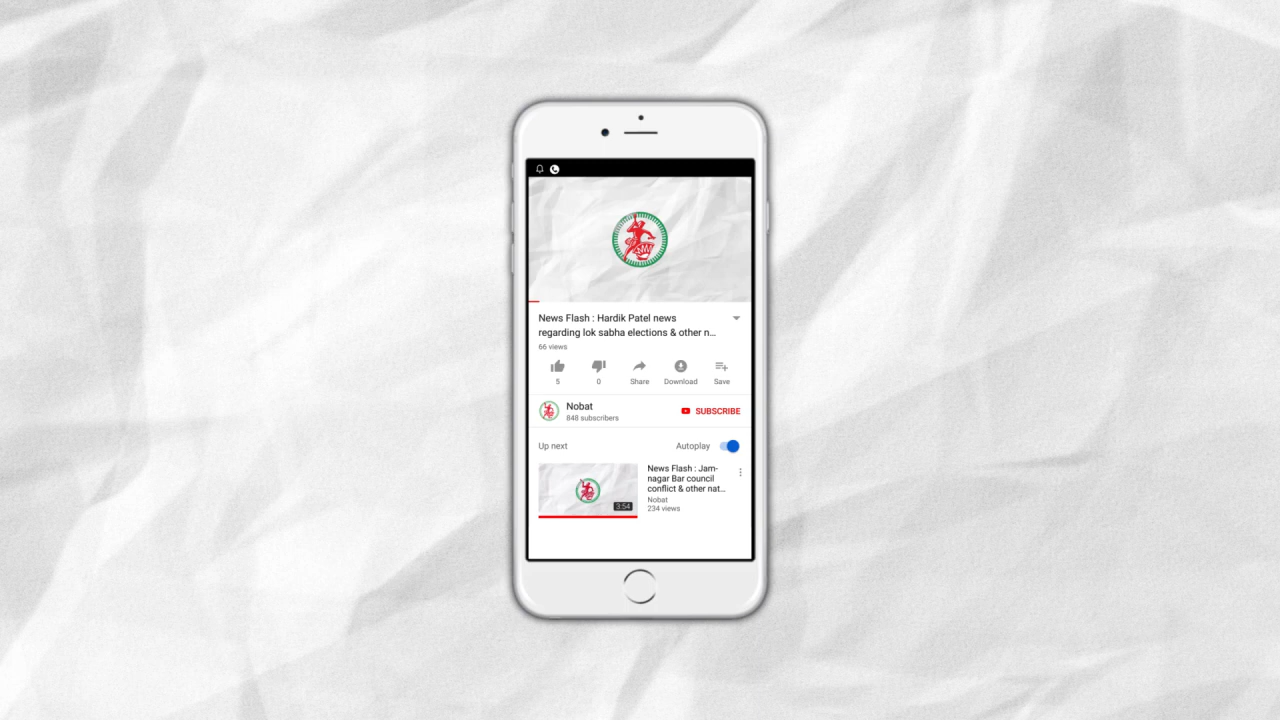 News Flash : Hardik Patel news
regarding lok sabha elections & other n...
66 views
5
0
Share
Download
Save
Nobat
848 subscribers
SUBSCRIBE
Up next
Autoplay
3:54
News Flash : Jam-
nagar Bar council
conflict & other nat...
Nobat
234 views